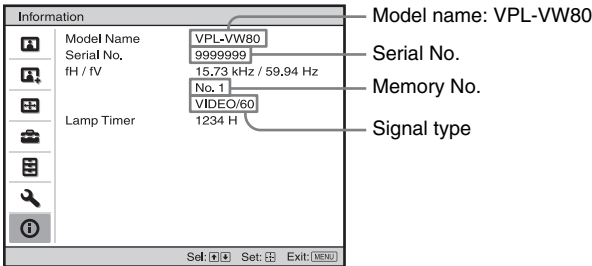 Information
Model Name VPL-VW80
Serial No. 9999999
fH / fV 15.73 kHz / 59.94 Hz
No. 1
VIDEO/60
Lamp Timer 1234 H
Sel: Set: Exit: MENU
Model name: VPL-VW80
Serial No.
Memory No.
Signal type